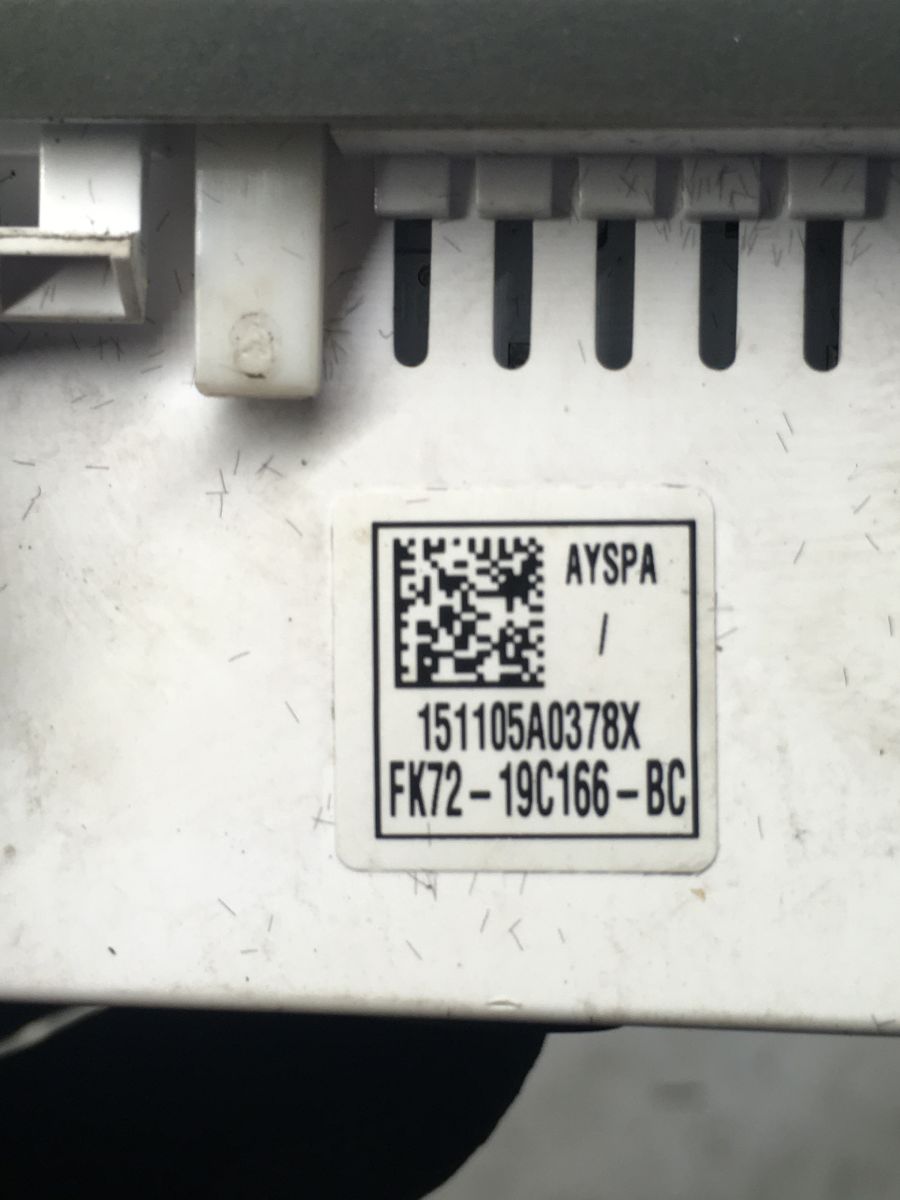 AYSPA
/
151105A0378X
FK72-19C166-BC